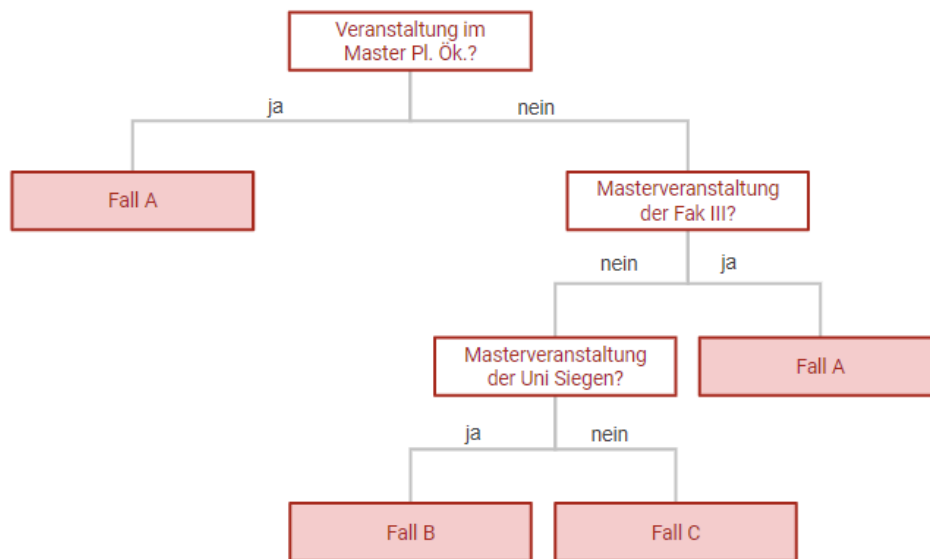 Veranstaltung im
Master Pl. Ök.?
ja
nein
Fall A
Masterveranstaltung
der Fak III?
nein
ja
Masterveranstaltung
der Uni Siegen?
Fall A
ja
nein
Fall B
Fall C